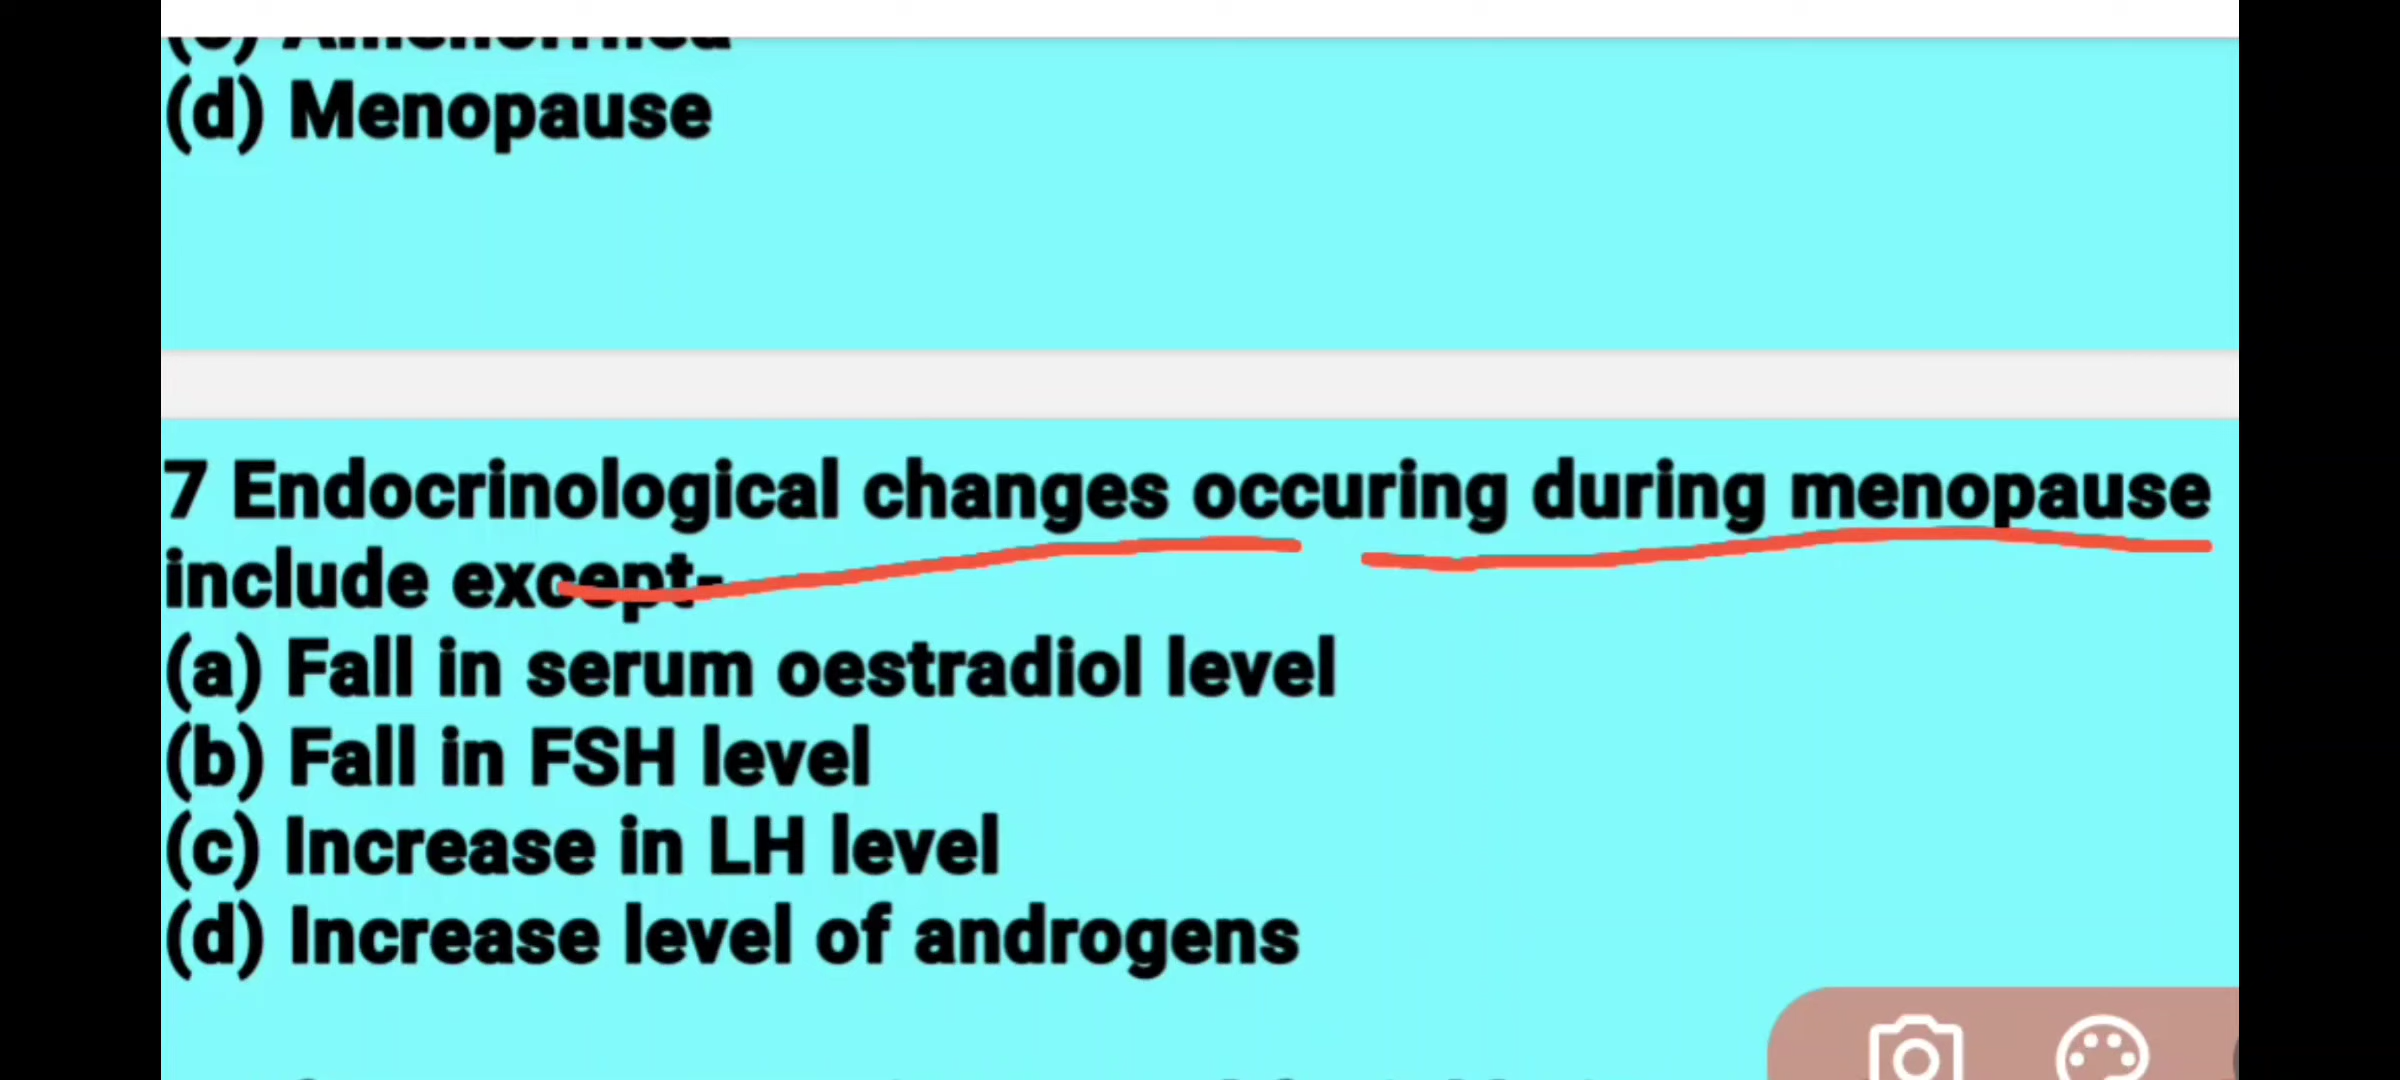 (d) Menopause
7 Endocrinological changes occuring during menopause
include except-
(a) Fall in serum oestradiol level
(b) Fall in FSH level
(c) Increase in LH level
(d) Increase level of androgens